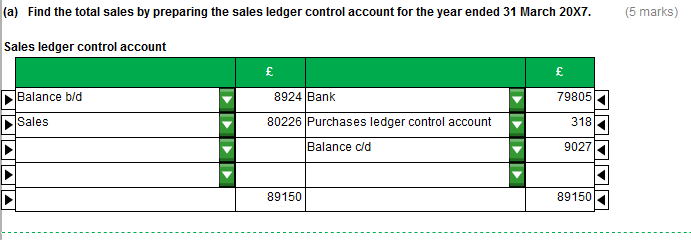 (a) Find the total sales by preparing the sales ledger control account for the year ended 31 March 20X7. (5 marks)
Sales ledger control account
£ £
Balance b/d 8924 Bank 79805
Sales 80226 Purchases ledger control account 318
Balance c/d 9027
89150 89150